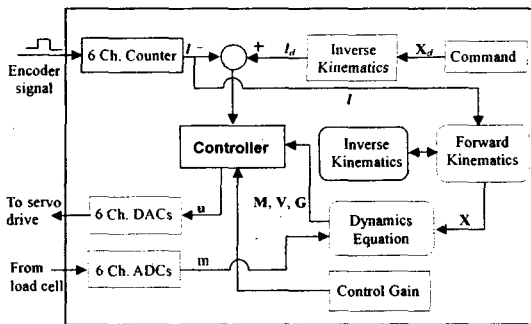 6 Ch. Counter
l
−
+
l_d
Inverse
Kinematics
X_d
Command
Encoder
signal
l
Controller
Inverse
Kinematics
Forward
Kinematics
To servo
drive
6 Ch. DACs
u
M, V, G
Dynamics
Equation
X
From
load cell
6 Ch. ADCs
m
Control Gain